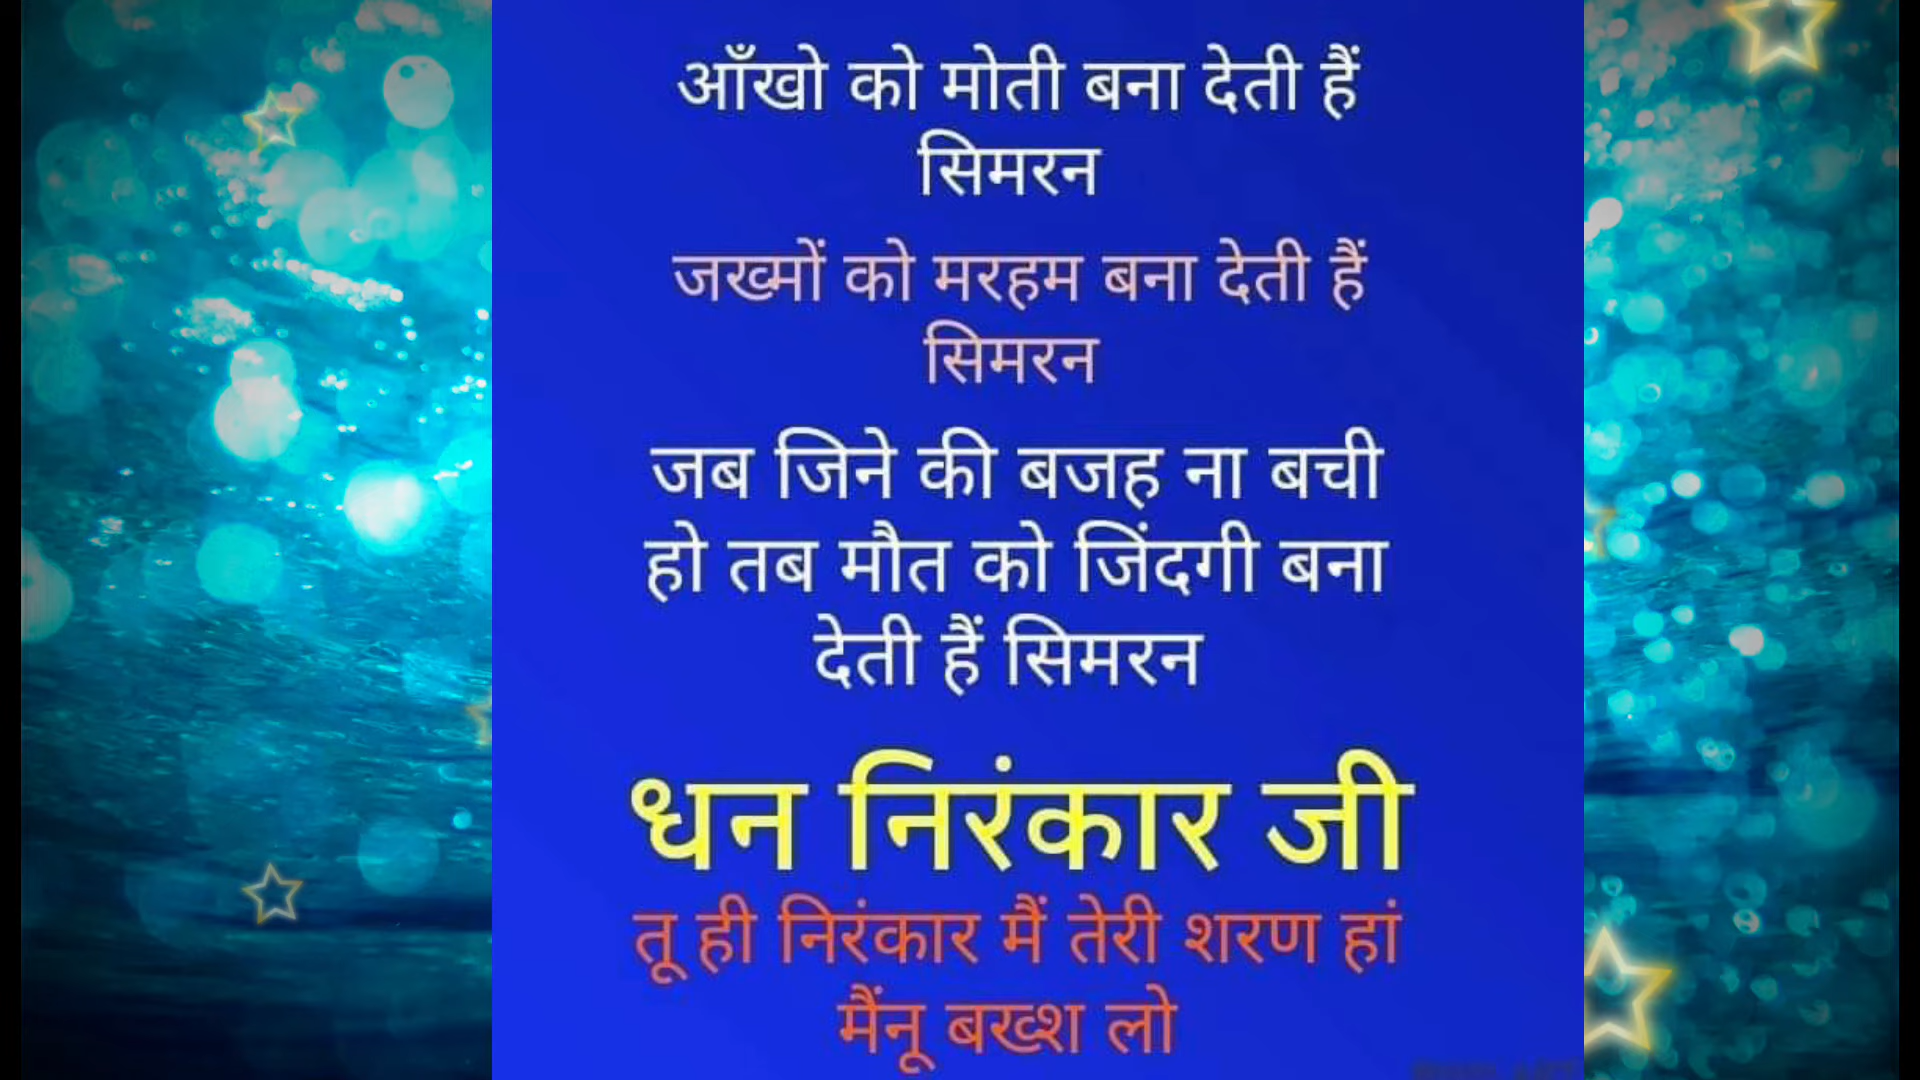 आँखो को मोती बना देती हैं
सिमरन
जख्मों को मरहम बना देती हैं
सिमरन
जब जिने की बजह ना बची
हो तब मौत को जिंदगी बना
देती हैं सिमरन
धन निरंकार जी
तू ही निरंकार मैं तेरी शरण हां
मैंनू बख्श लो